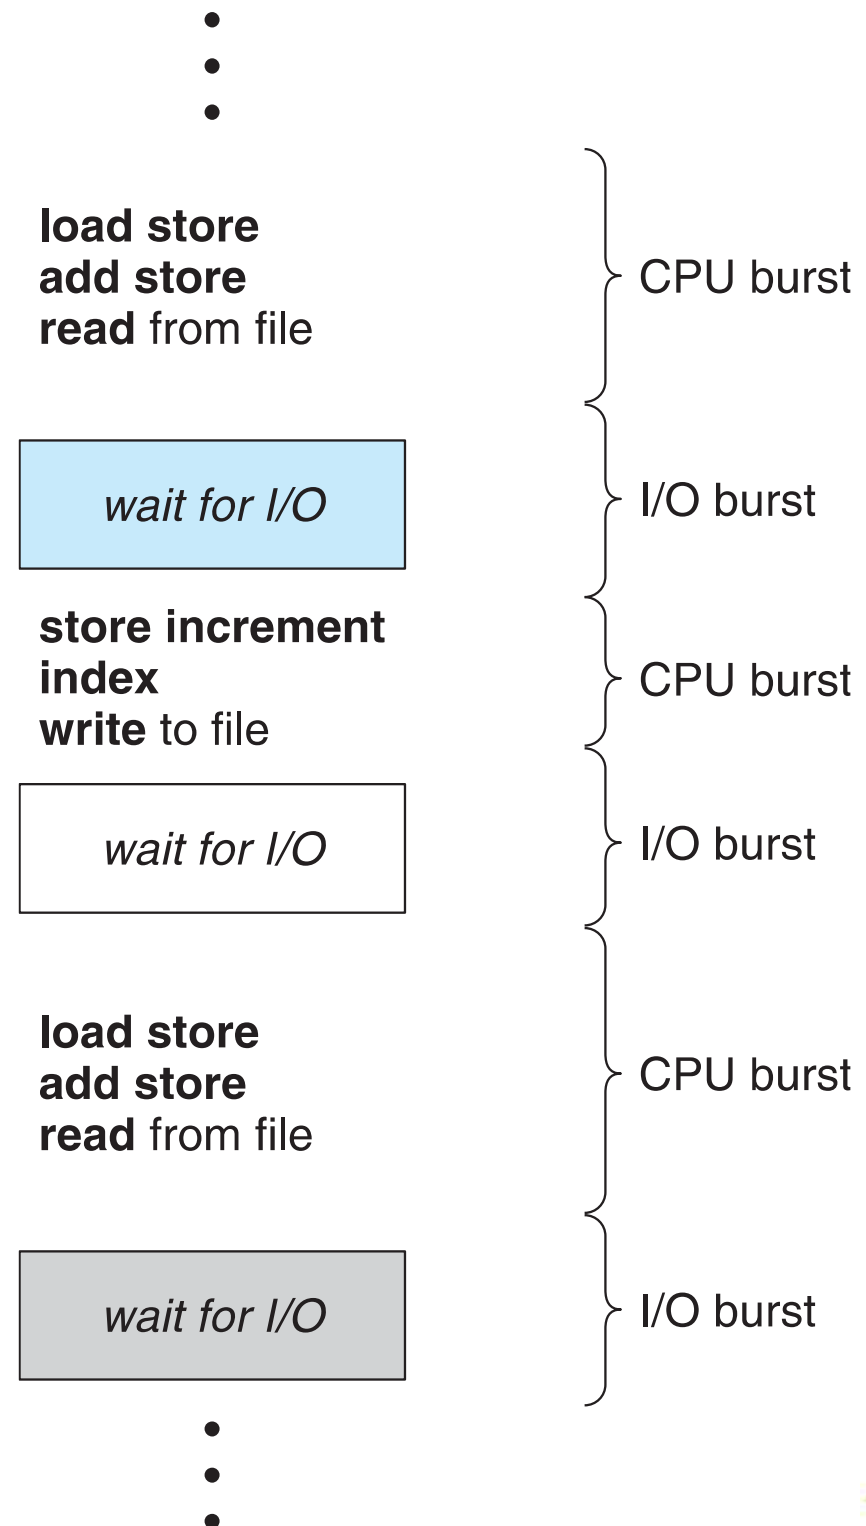 load store
add store
read from file
CPU burst
wait for I/O
I/O burst
store increment
index
write to file
CPU burst
wait for I/O
I/O burst
load store
add store
read from file
CPU burst
wait for I/O
I/O burst